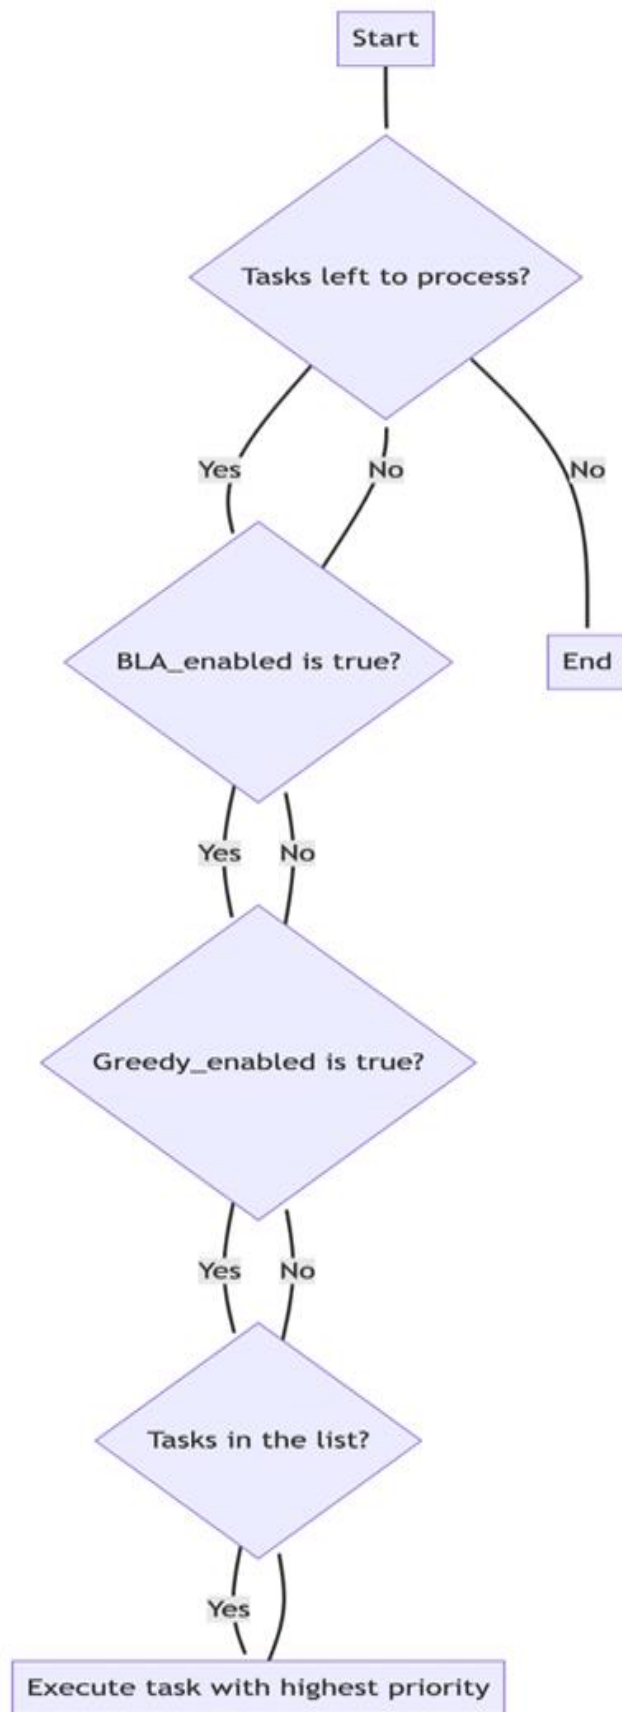 Start
Tasks left to process?
Yes
No
No
BLA_enabled is true?
End
Yes
No
Greedy_enabled is true?
Yes
No
Tasks in the list?
Yes
Execute task with highest priority